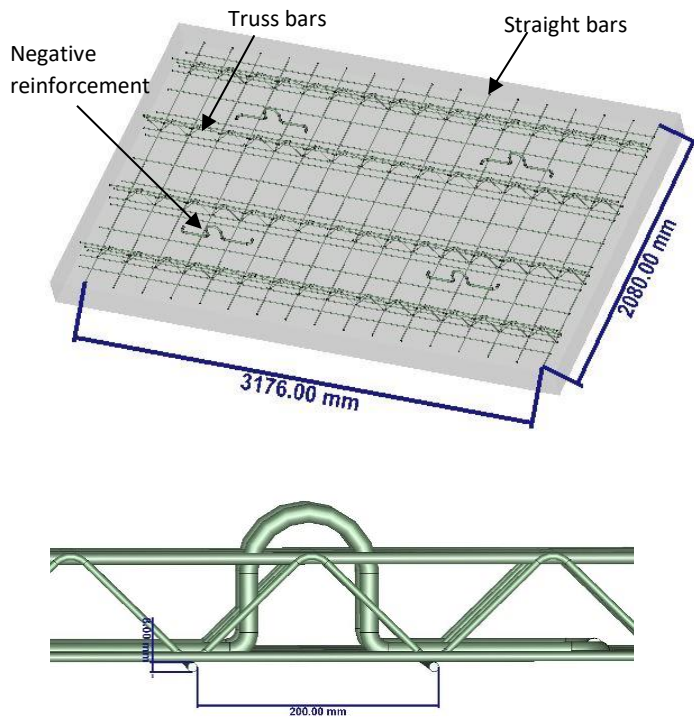 Truss bars
Straight bars
Negative
reinforcement
2080.00 mm
3176.00 mm
200.00 mm